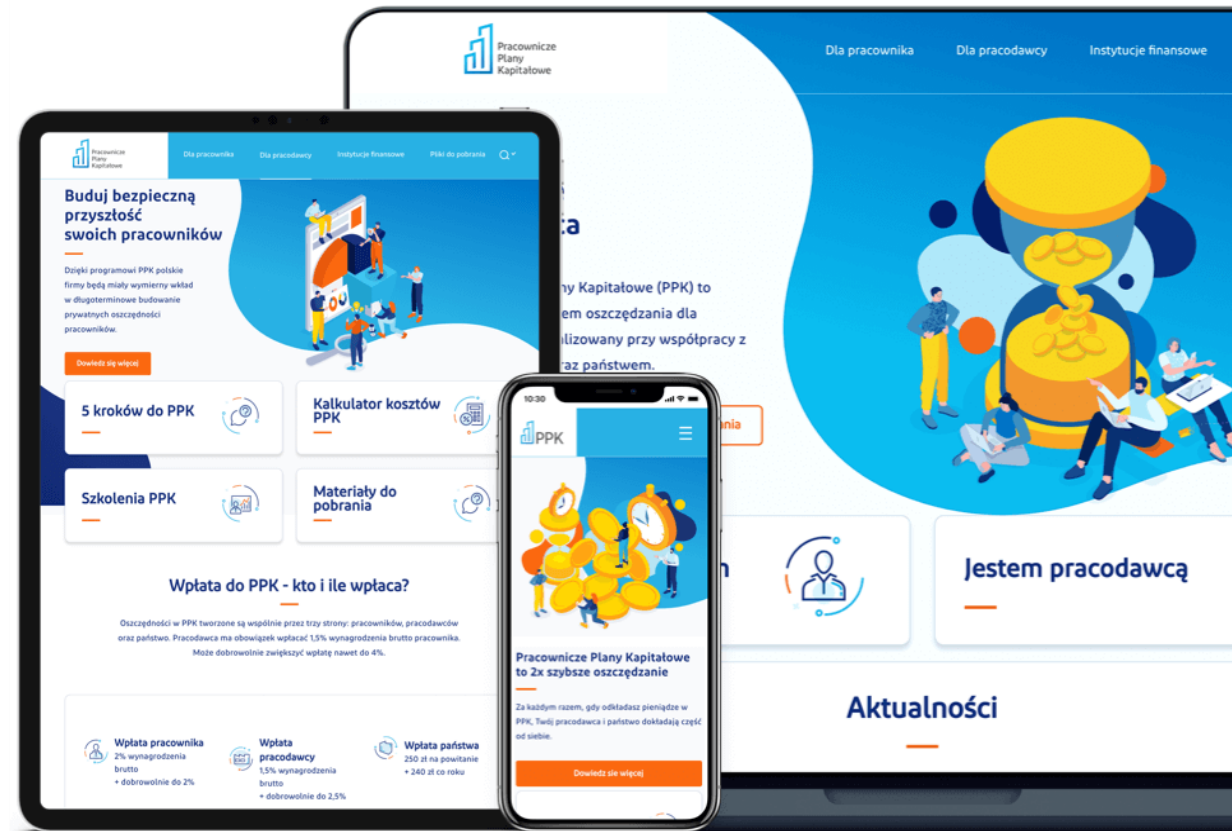 Pracownicze
Plany
Kapitałowe
Dla pracownika
Dla pracodawcy
Instytucje finansowe
ny Kapitałowe (PPK) to
em oszczędzania dla
alizowany przy współpracy z
raz państwem.
ania
Jestem pracodawcą
Aktualności
Pracownicze
Plany
Kapitałowe
Dla pracownika
Dla pracodawcy
Instytucje finansowe
Pliki do pobrania
Buduj bezpieczną
przyszłość
swoich pracowników
Dzięki programowi PPK polskie
firmy będą miały wymierny wkład
w długoterminowe budowanie
prywatnych oszczędności
pracowników.
Dowiedz się więcej
5 kroków do PPK
Kalkulator kosztów
PPK
Szkolenia PPK
Materiały do
pobrania
Wpłata do PPK - kto i ile wpłaca?
Oszczędności w PPK tworzone są wspólnie przez trzy strony: pracowników, pracodawców
oraz państwo. Pracodawca ma obowiązek wpłacać 1,5% wynagrodzenia brutto pracownika.
Może dobrowolnie zwiększyć wpłatę nawet do 4%.
Wpłata pracownika
2% wynagrodzenia
brutto
+ dobrowolnie do 2%
Wpłata
pracodawcy
1,5% wynagrodzenia
brutto
+ dobrowolnie do 2,5%
Wpłata państwa
250 zł na powitanie
+ 240 zł co roku
10:30
PPK
Pracownicze Plany Kapitałowe
to 2x szybsze oszczędzanie
Za każdym razem, gdy odkładasz pieniądze w
PPK, Twój pracodawca i państwo dokładają część
od siebie.
Dowiedz sie więcej